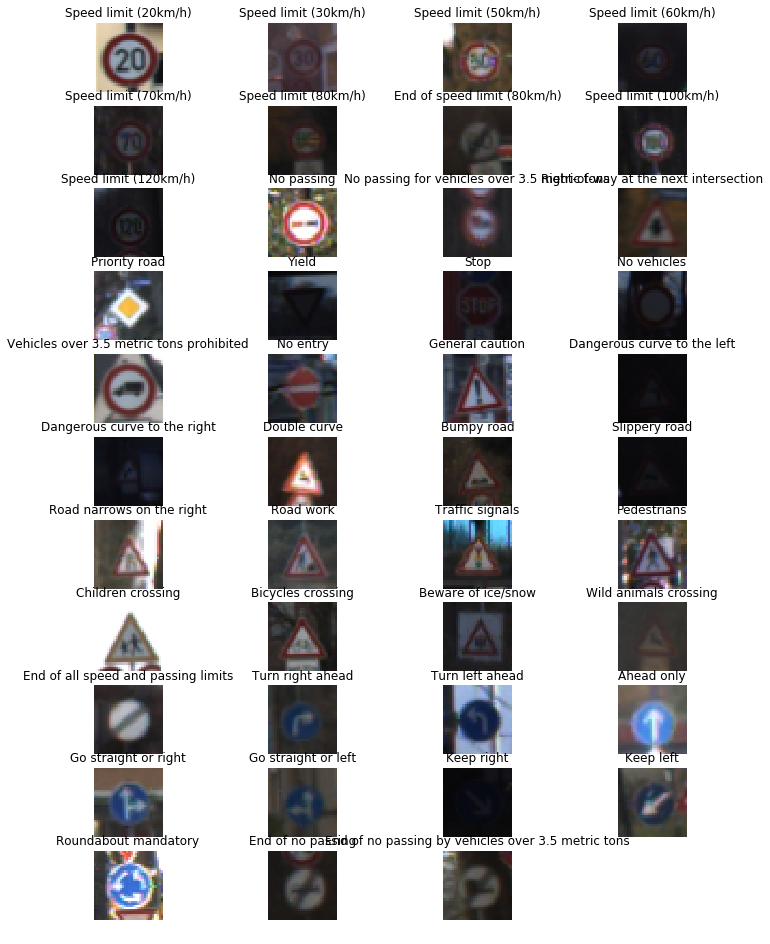 Speed limit (20km/h)
Speed limit (30km/h)
Speed limit (50km/h)
Speed limit (60km/h)
20
30
50
60
Speed limit (70km/h)
Speed limit (80km/h)
End of speed limit (80km/h)
Speed limit (100km/h)
70
Speed limit (120km/h)
No passing
No passing for vehicles over 3.5 metric tons
Right-of-way at the next intersection
120
Priority road
Yield
Stop
No vehicles
STOP
Vehicles over 3.5 metric tons prohibited
No entry
General caution
Dangerous curve to the left
Dangerous curve to the right
Double curve
Bumpy road
Slippery road
Road narrows on the right
Road work
Traffic signals
Pedestrians
Children crossing
Bicycles crossing
Beware of ice/snow
Wild animals crossing
End of all speed and passing limits
Turn right ahead
Turn left ahead
Ahead only
Go straight or right
Go straight or left
Keep right
Keep left
Roundabout mandatory
End of no passing
End of no passing by vehicles over 3.5 metric tons